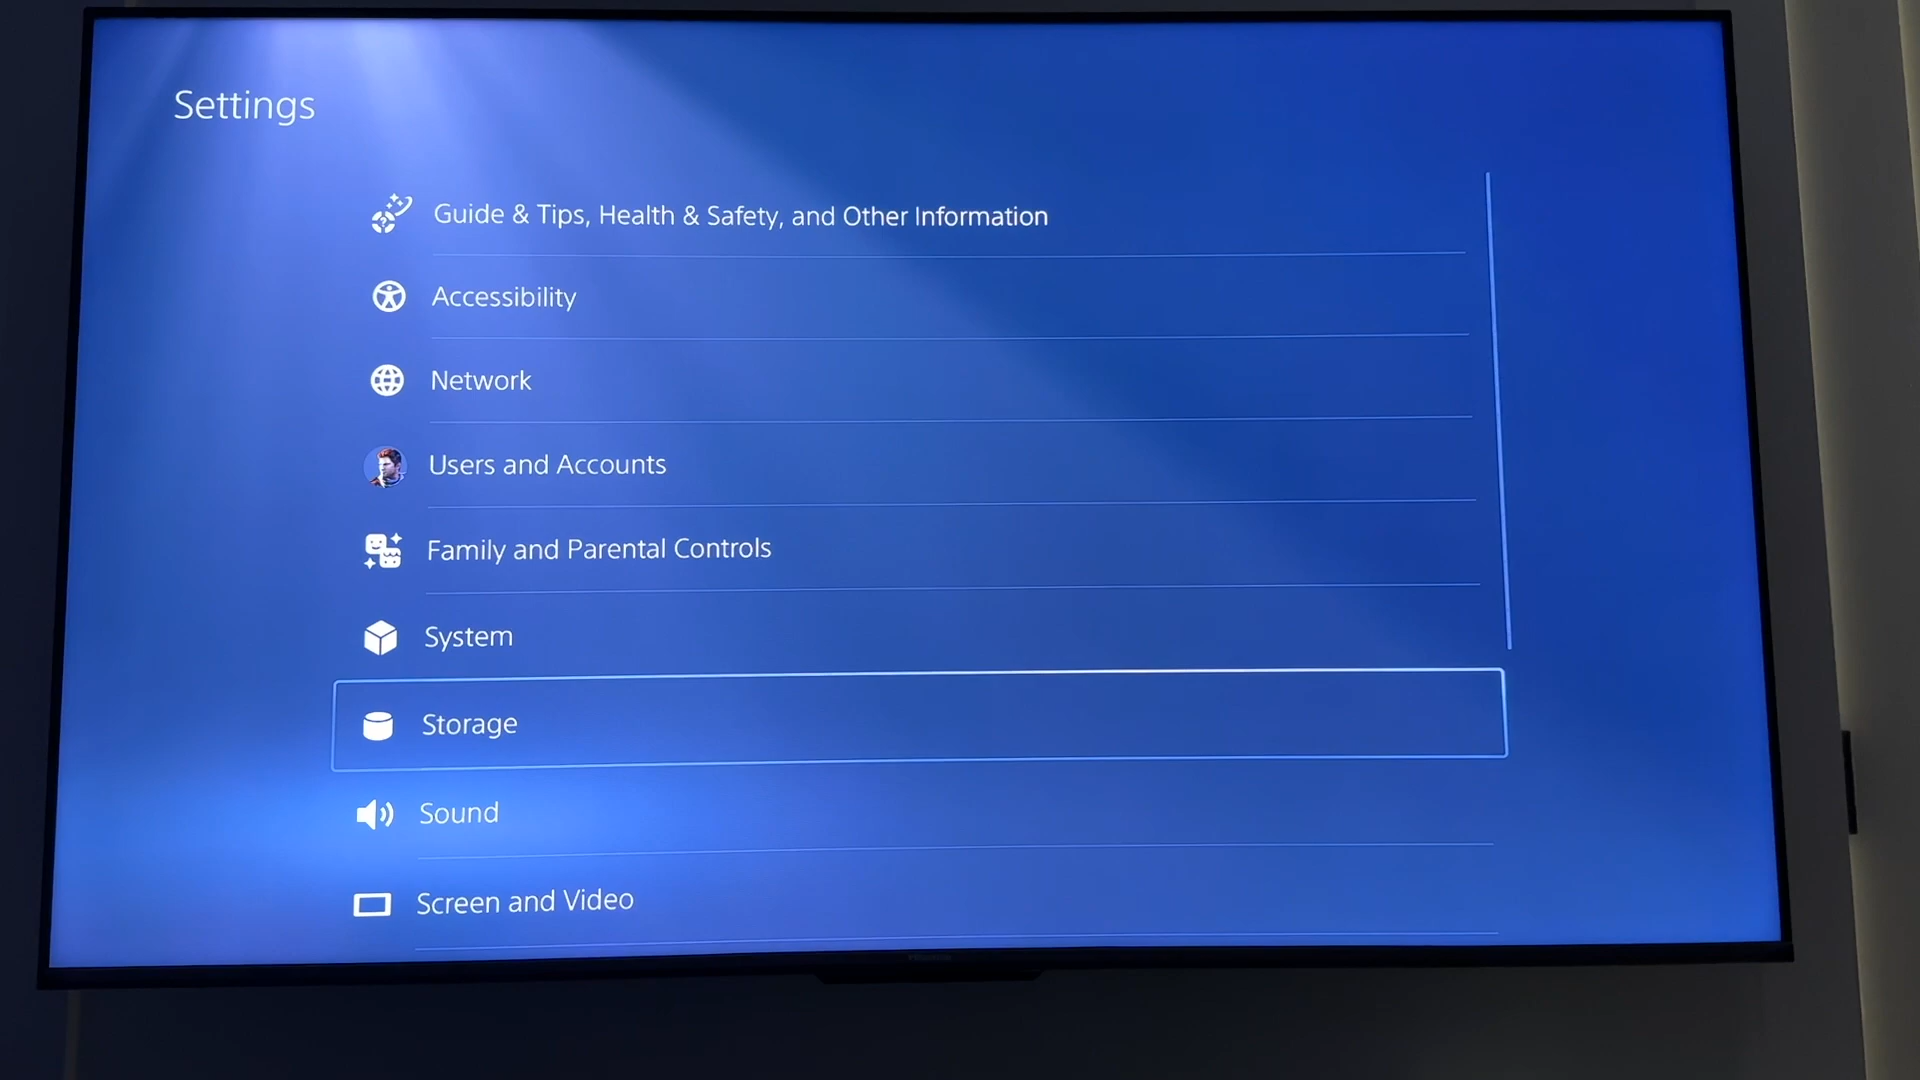 Settings
Guide & Tips, Health & Safety, and Other Information
Accessibility
Network
Users and Accounts
Family and Parental Controls
System
Storage
Sound
Screen and Video